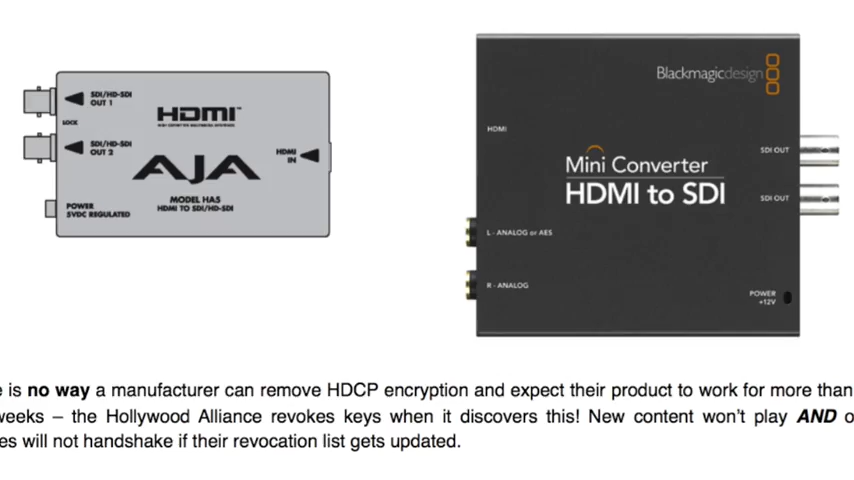 SDI/HD-SDI
OUT 1
LOCK
SDI/HD-SDI
OUT 2
POWER
5VDC REGULATED
HDMI™
AJA
MODEL HA5
HDMI TO SDI/HD-SDI
HDMI
IN
Blackmagicdesign
HDMI
Mini Converter
HDMI to SDI
SDI OUT
SDI OUT
L - ANALOG or AES
R - ANALOG
POWER
+12V
is no way a manufacturer can remove HDCP encryption and expect their product to work for more than
weeks – the Hollywood Alliance revokes keys when it discovers this! New content won't play AND
will not handshake if their revocation list gets updated.